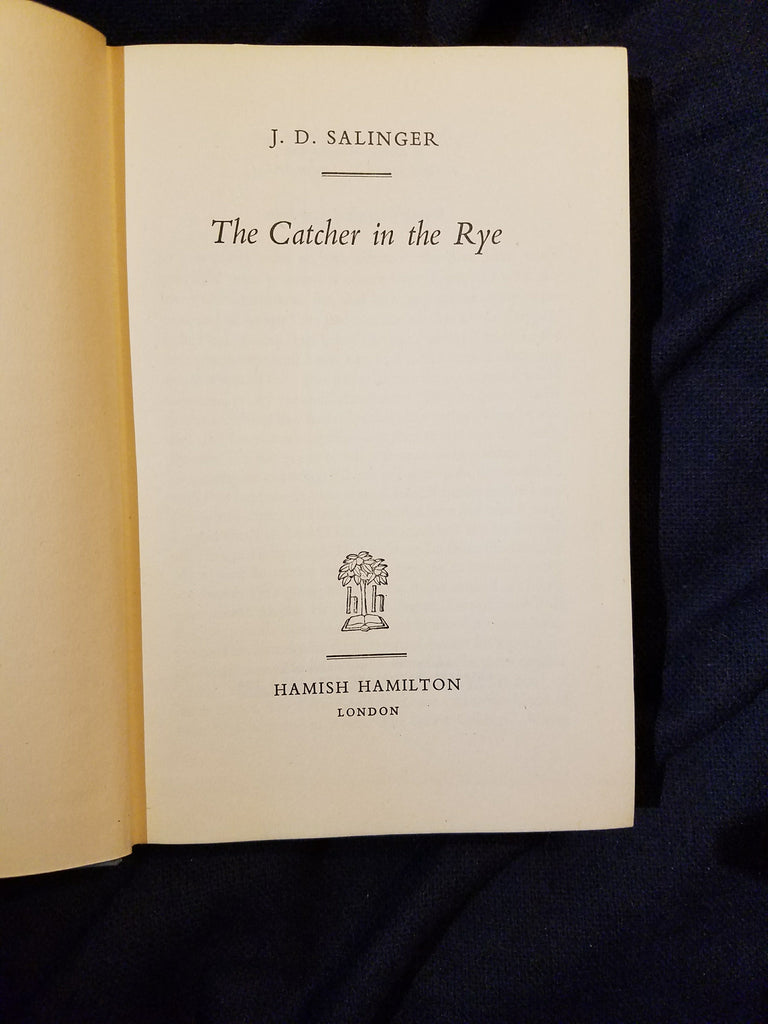 J. D. SALINGER
The Catcher in the Rye
h h
HAMISH HAMILTON
LONDON